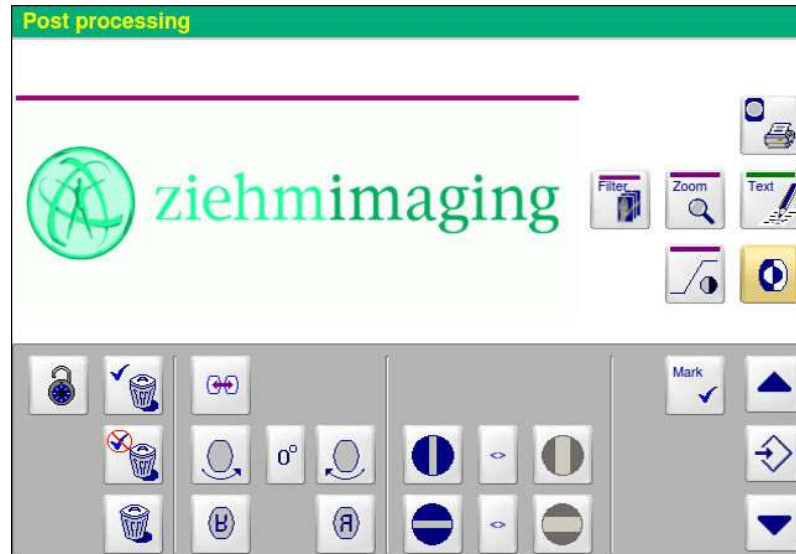 Post processing
ziehmimaging
Filter
Zoom
Text
Mark
0°
<>
<>